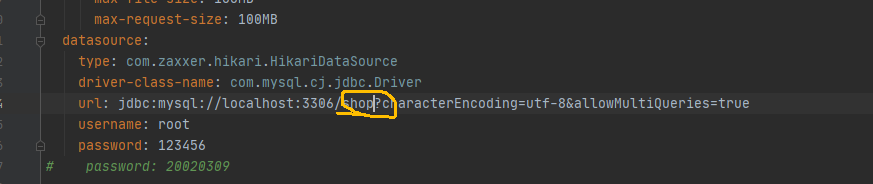 max-request-size: 100MB
datasource:
type: com.zaxxer.hikari.HikariDataSource
driver-class-name: com.mysql.cj.jdbc.Driver
url: jdbc:mysql://localhost:3306/shop?characterEncoding=utf-8&allowMultiQueries=true
username: root
password: 123456
#    password: 20020309